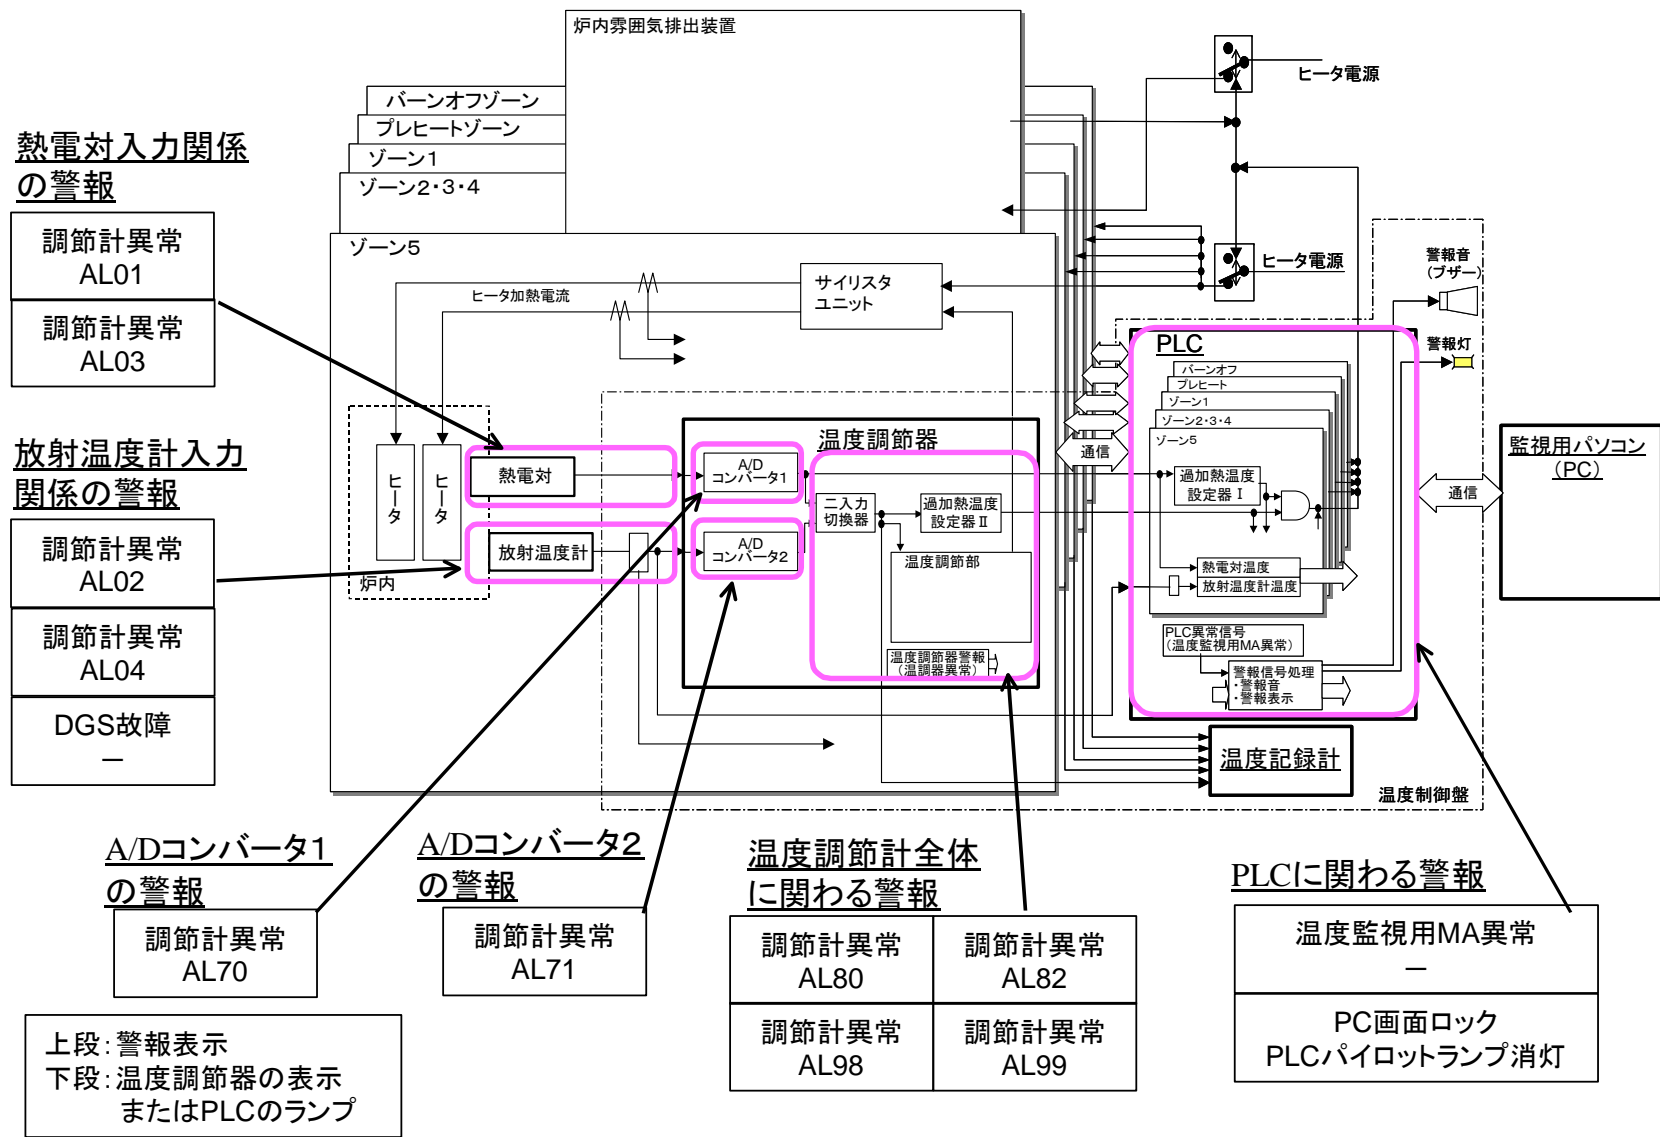 炉内雰囲気排出装置
バーンオフゾーン
プレヒートゾーン
ゾーン1
ゾーン2・3・4
ゾーン5
ヒータ電源
ヒータ電源
熱電対入力関係
の警報
調節計異常
AL01
調節計異常
AL03
放射温度計入力
関係の警報
調節計異常
AL02
調節計異常
AL04
DGS故障
－
ヒータ加熱電流
サイリスタ
ユニット
ヒータ
ヒータ
炉内
熱電対
放射温度計
温度調節器
A/D
コンバータ1
A/D
コンバータ2
二入力
切換器
過加熱温度
設定器Ⅱ
温度調節部
温度調節器警報
（温調器異常）
通信
PLC
バーンオフ
プレヒート
ゾーン1
ゾーン2・3・4
ゾーン5
過加熱温度
設定器Ⅰ
熱電対温度
放射温度計温度
PLC異常信号
（温度監視用MA異常）
警報信号処理
・警報音
・警報表示
警報音
（ブザー）
警報灯
通信
監視用パソコン
（PC）
温度記録計
温度制御盤
A/Dコンバータ1
の警報
調節計異常
AL70
A/Dコンバータ2
の警報
調節計異常
AL71
温度調節計全体
に関わる警報
調節計異常
AL80
調節計異常
AL82
調節計異常
AL98
調節計異常
AL99
PLCに関わる警報
温度監視用MA異常
－
PC画面ロック
PLCパイロットランプ消灯
上段：警報表示
下段：温度調節器の表示
またはPLCのランプ